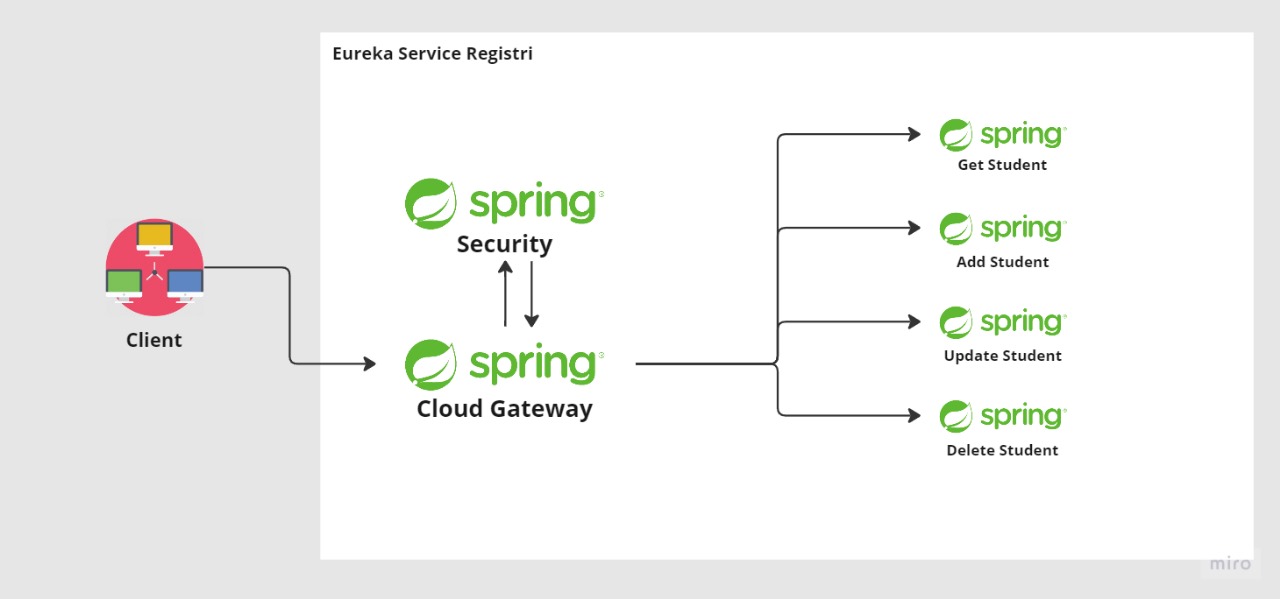 Eureka Service Registri
spring
Get Student
spring
Security
spring
Add Student
Client
spring
Cloud Gateway
spring
Update Student
spring
Delete Student
miro